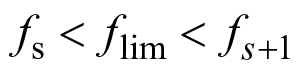 f_s < f_lim < f_{s+1}